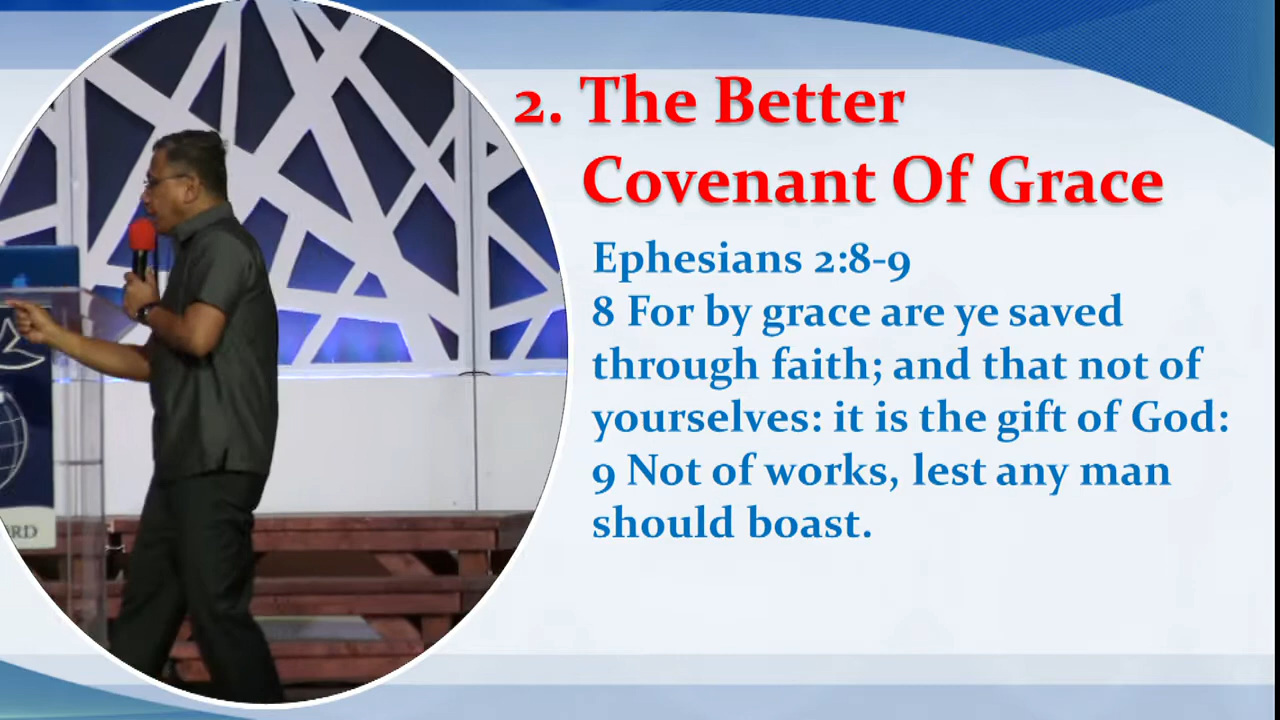 2. The Better
Covenant Of Grace
Ephesians 2:8-9
8 For by grace are ye saved
through faith; and that not of
yourselves: it is the gift of God:
9 Not of works, lest any man
should boast.